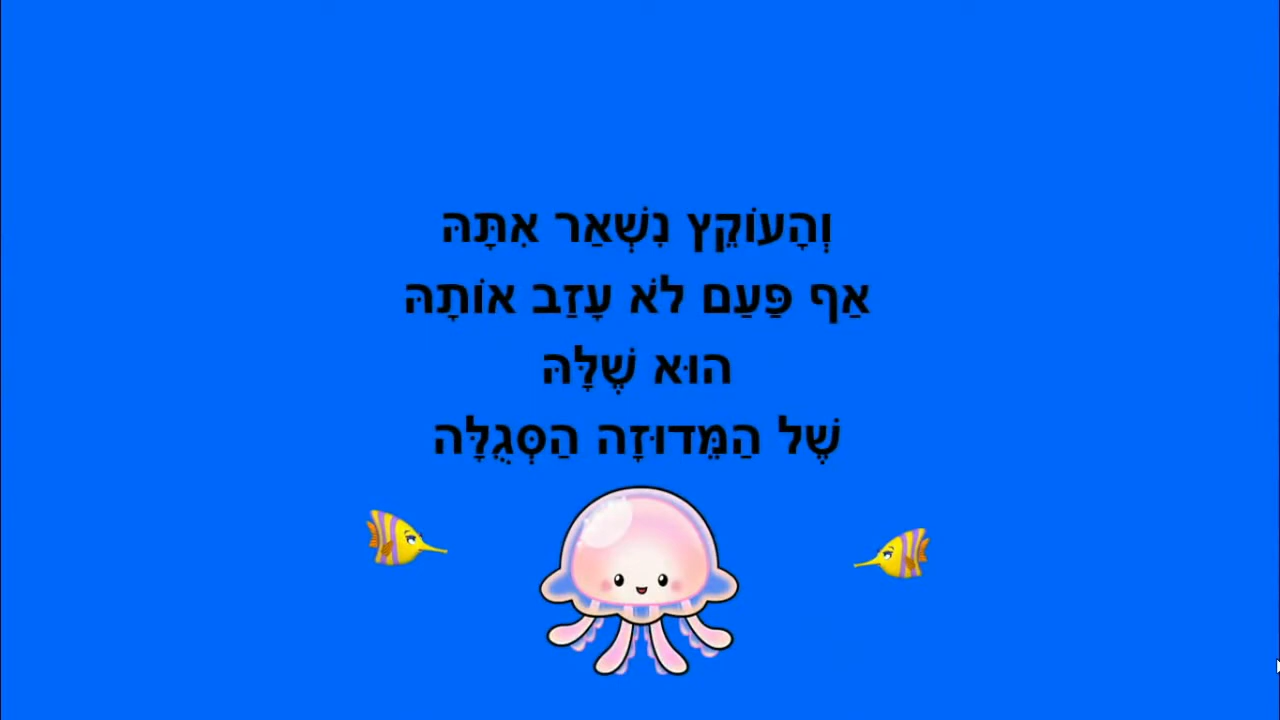 וְהָעוֹקֵץ נִשְׁאַר אִתָּהּ
אַף פַּעַם לֹא עָזַב אוֹתָהּ
הוּא שֶׁלָּהּ
שֶׁל הַמֵּדוּזָה הַסְּגֻלָּה